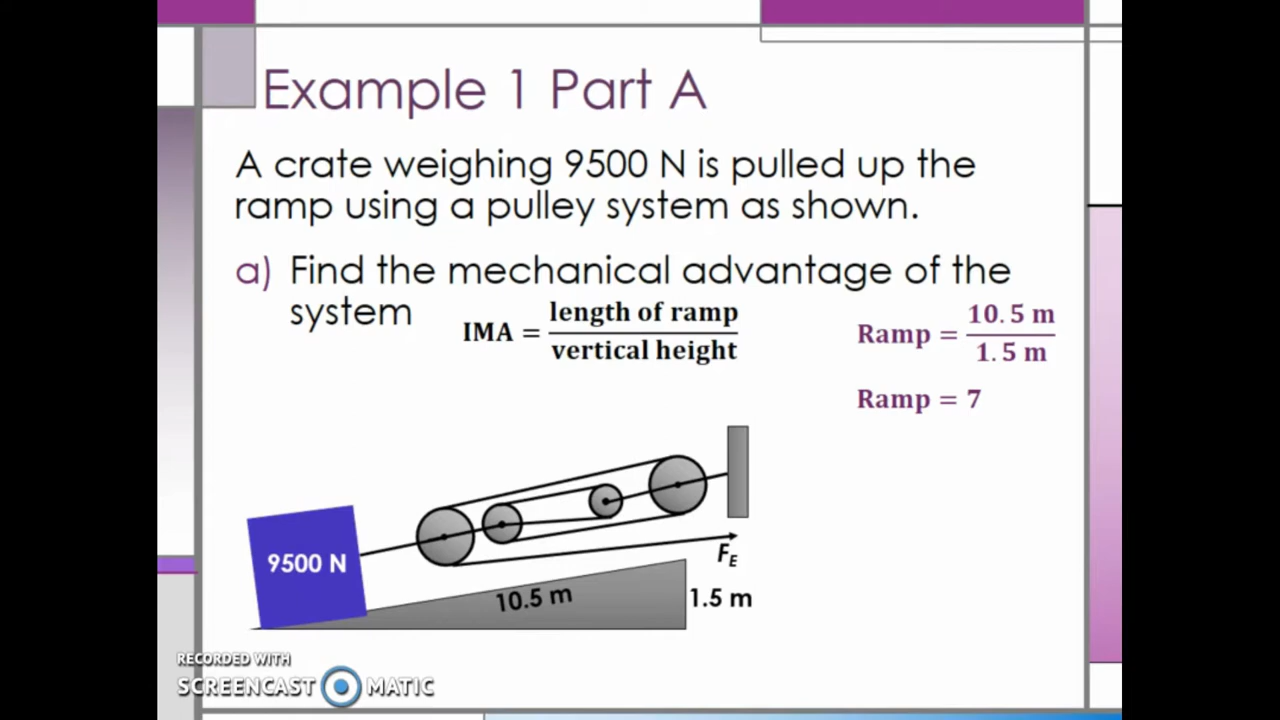 Example 1 Part A
A crate weighing 9500 N is pulled up the
ramp using a pulley system as shown.
a) Find the mechanical advantage of the
system
IMA = length of ramp / vertical height
Ramp = 10.5 m / 1.5 m
Ramp = 7
9500 N
F_E
10.5 m
1.5 m
RECORDED WITH
SCREENCAST MATIC